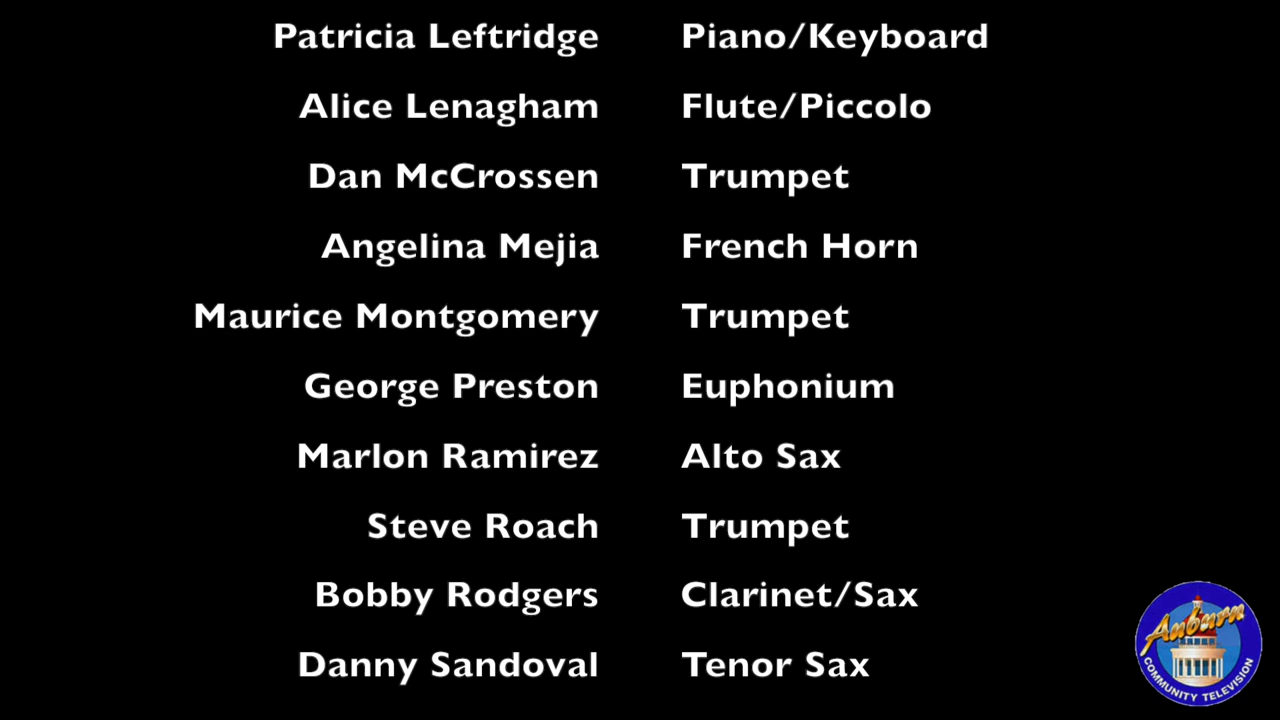 Patricia Leftridge Piano/Keyboard
Alice Lenagham Flute/Piccolo
Dan McCrossen Trumpet
Angelina Mejia French Horn
Maurice Montgomery Trumpet
George Preston Euphonium
Marlon Ramirez Alto Sax
Steve Roach Trumpet
Bobby Rodgers Clarinet/Sax
Danny Sandoval Tenor Sax
Auburn
COMMUNITY TELEVISION